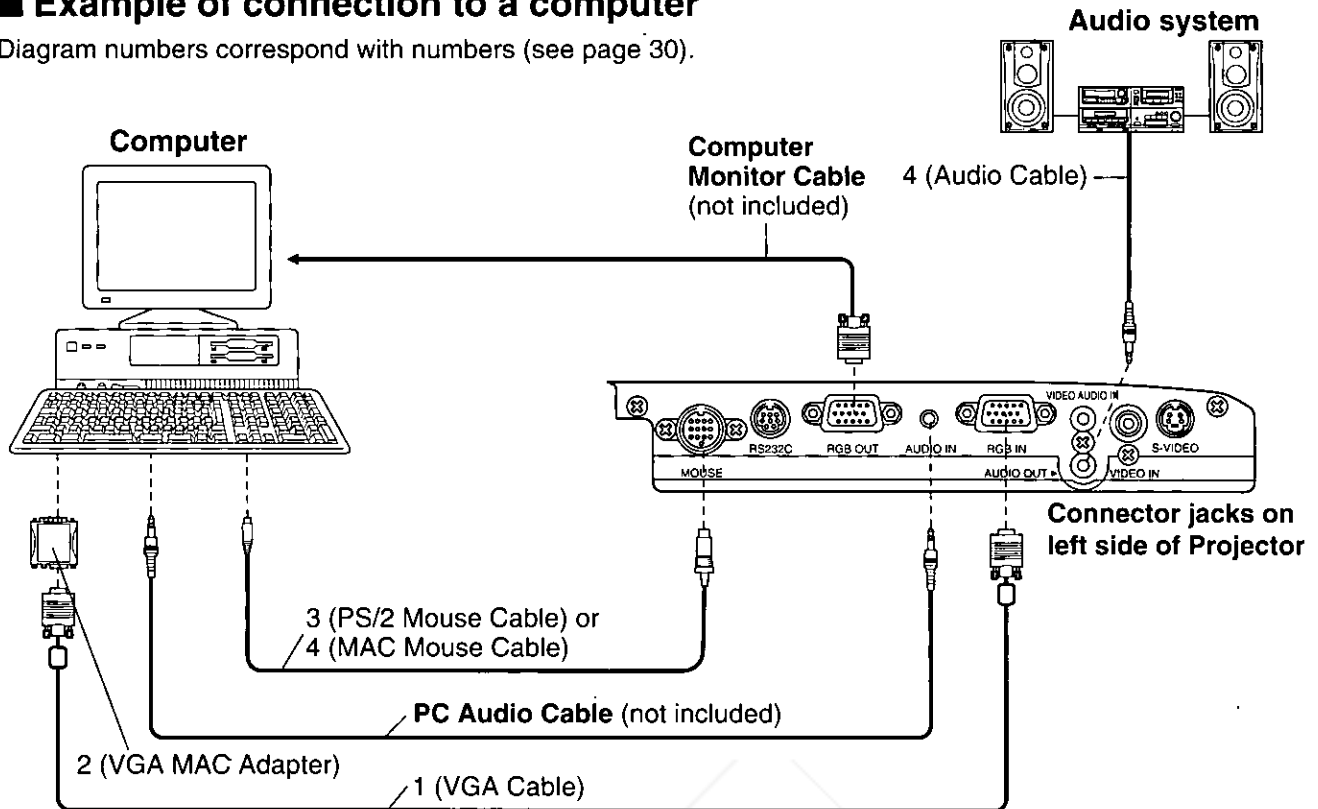 ■ Example of connection to a computer
Diagram numbers correspond with numbers (see page 30).
Audio system
Computer
Computer
Monitor Cable
(not included)
4 (Audio Cable)
VIDEO AUDIO IN
RS232C
RGB OUT
AUDIO IN
RGB IN
S-VIDEO
MOUSE
AUDIO OUT ▸
VIDEO IN
Connector jacks on
left side of Projector
3 (PS/2 Mouse Cable) or
4 (MAC Mouse Cable)
PC Audio Cable (not included)
2 (VGA MAC Adapter)
1 (VGA Cable)